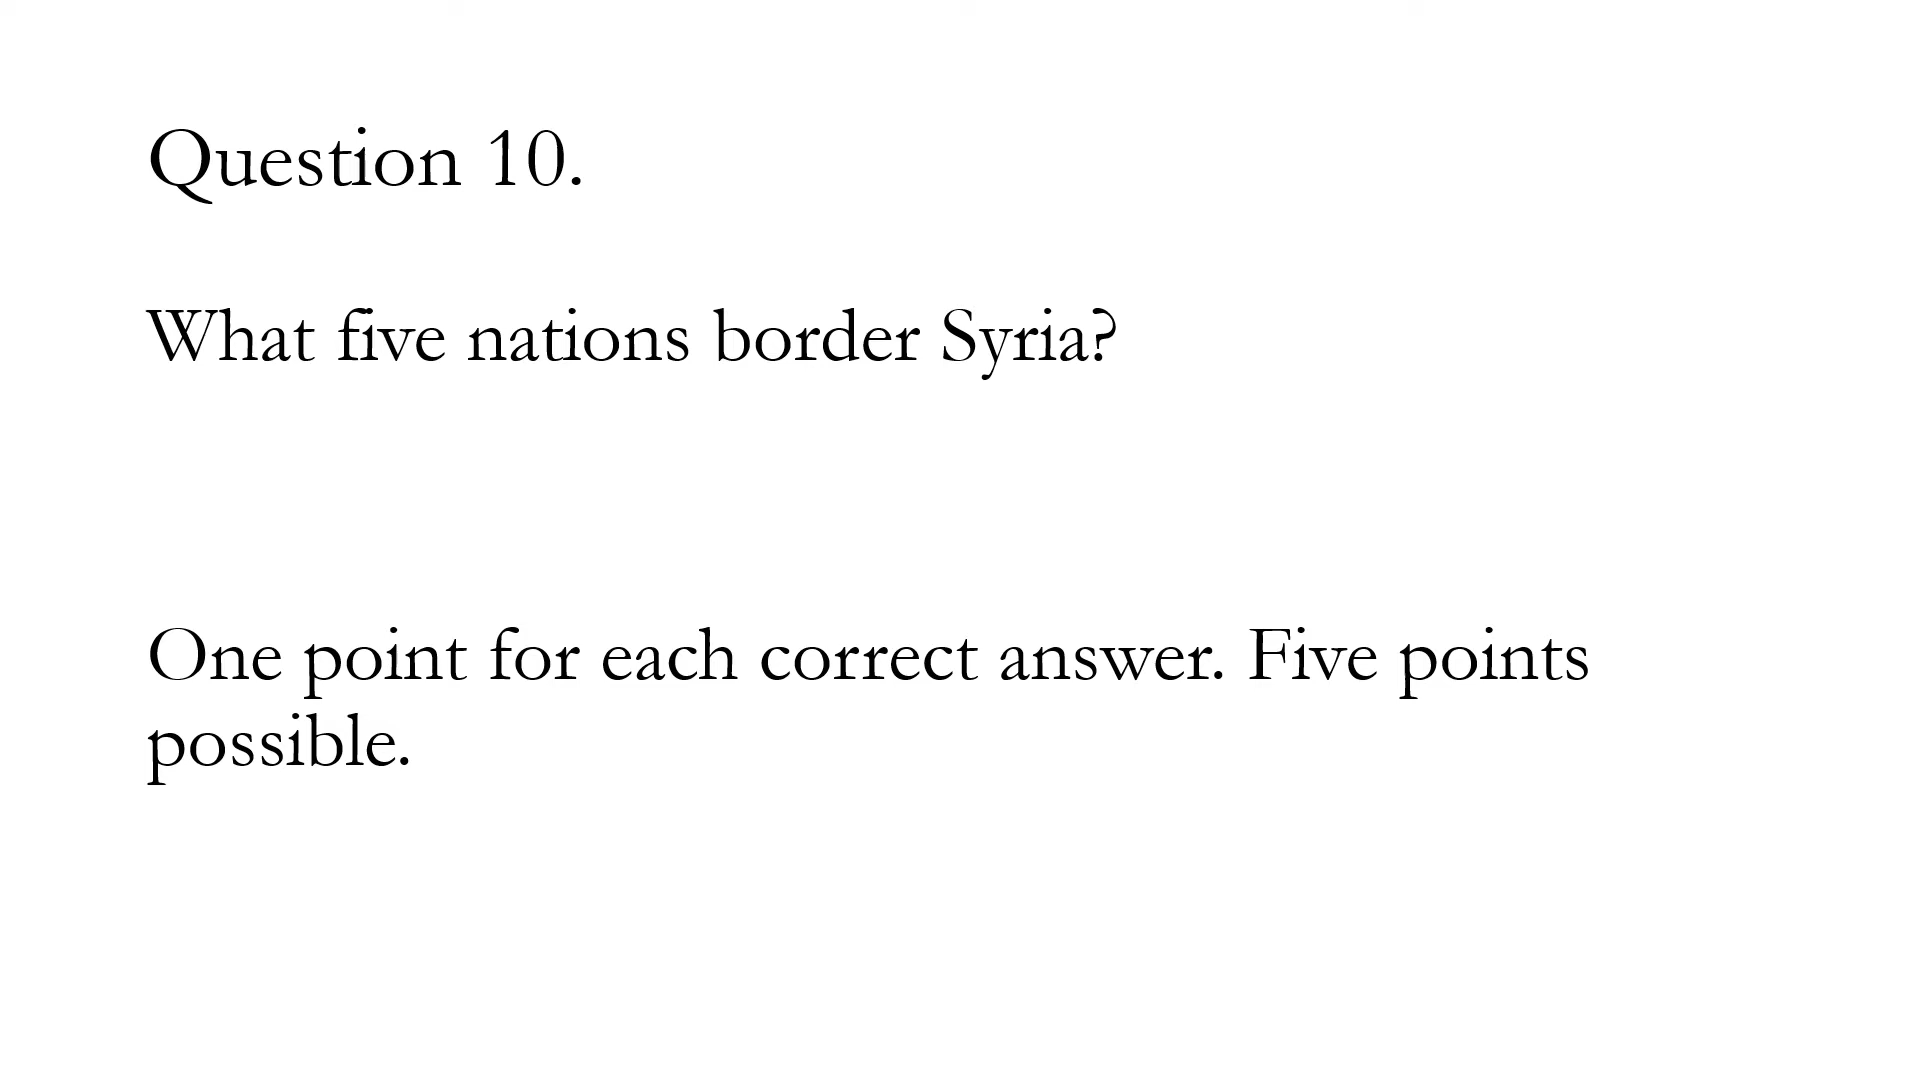 Question 10.
What five nations border Syria?
One point for each correct answer. Five points
possible.